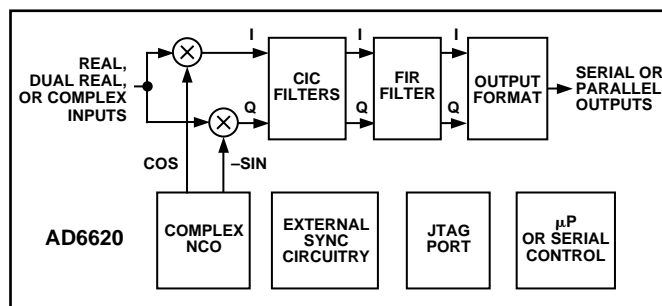 REAL,
DUAL REAL,
OR COMPLEX
INPUTS
I
Q
CIC
FILTERS
I
Q
FIR
FILTER
I
Q
OUTPUT
FORMAT
SERIAL OR
PARALLEL
OUTPUTS
COS
–SIN
AD6620
COMPLEX
NCO
EXTERNAL
SYNC
CIRCUITRY
JTAG
PORT
μP
OR SERIAL
CONTROL